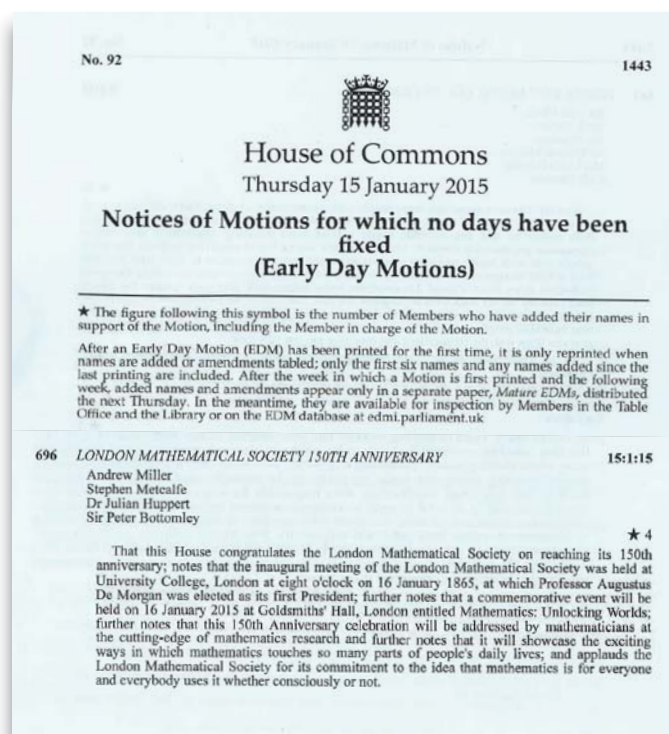 No. 92
1443
House of Commons
Thursday 15 January 2015
Notices of Motions for which no days have been
fixed
(Early Day Motions)
★ The figure following this symbol is the number of Members who have added their names in
support of the Motion, including the Member in charge of the Motion.
After an Early Day Motion (EDM) has been printed for the first time, it is only reprinted when
names are added or amendments tabled; only the first six names and any names added since the
last printing are included. After the week in which a Motion is first printed and the following
week, added names and amendments appear only in a separate paper, Mature EDMs, distributed
the next Thursday. In the meantime, they are available for inspection by Members in the Table
Office and the Library or on the EDM database at edmi.parliament.uk
696 LONDON MATHEMATICAL SOCIETY 150TH ANNIVERSARY 15:1:15
Andrew Miller
Stephen Metcalfe
Dr Julian Huppert
Sir Peter Bottomley
★ 4
That this House congratulates the London Mathematical Society on reaching its 150th
anniversary; notes that the inaugural meeting of the London Mathematical Society was held at
University College, London at eight o'clock on 16 January 1865, at which Professor Augustus
De Morgan was elected as its first President; further notes that a commemorative event will be
held on 16 January 2015 at Goldsmiths' Hall, London entitled Mathematics: Unlocking Worlds;
further notes that this 150th Anniversary celebration will be addressed by mathematicians at
the cutting-edge of mathematics research and further notes that it will showcase the exciting
ways in which mathematics touches so many parts of people's daily lives; and applauds the
London Mathematical Society for its commitment to the idea that mathematics is for everyone
and everybody uses it whether consciously or not.